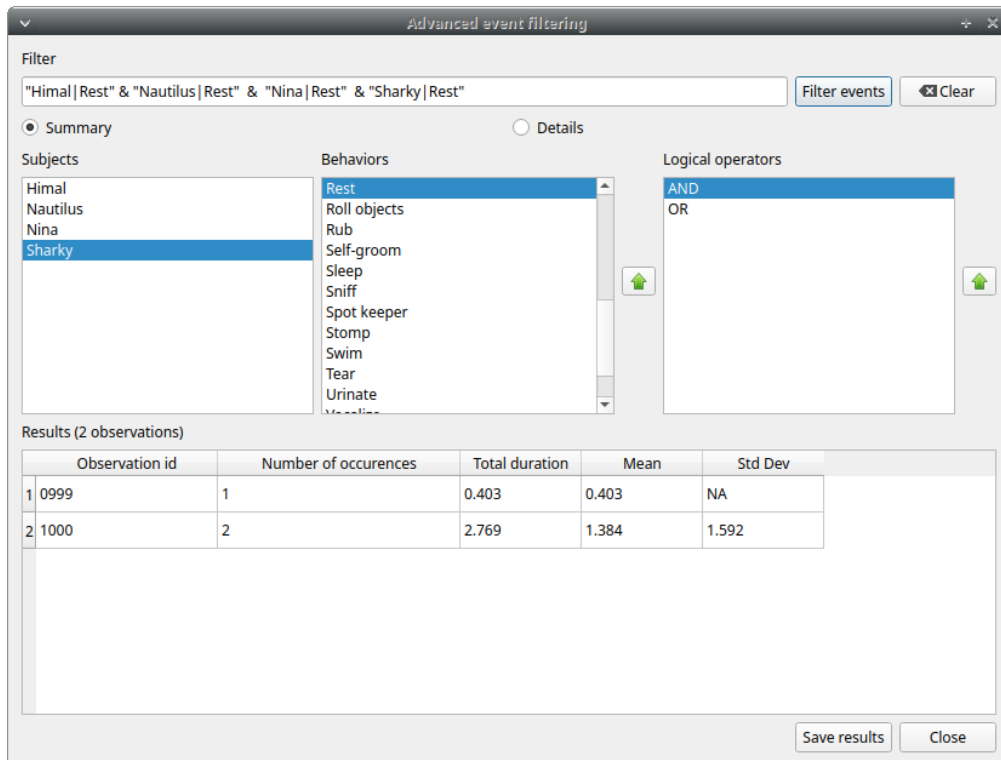 Advanced event filtering
Filter
"Himal|Rest" & "Nautilus|Rest"  &  "Nina|Rest"  & "Sharky|Rest"
Filter events
Clear
Summary
Details
Subjects
Behaviors
Logical operators
Himal
Nautilus
Nina
Sharky
Rest
Roll objects
Rub
Self-groom
Sleep
Sniff
Spot keeper
Stomp
Swim
Tear
Urinate
AND
OR
Results (2 observations)
Observation id Number of occurences Total duration Mean Std Dev
1 0999 1 0.403 0.403 NA
2 1000 2 2.769 1.384 1.592
Save results
Close